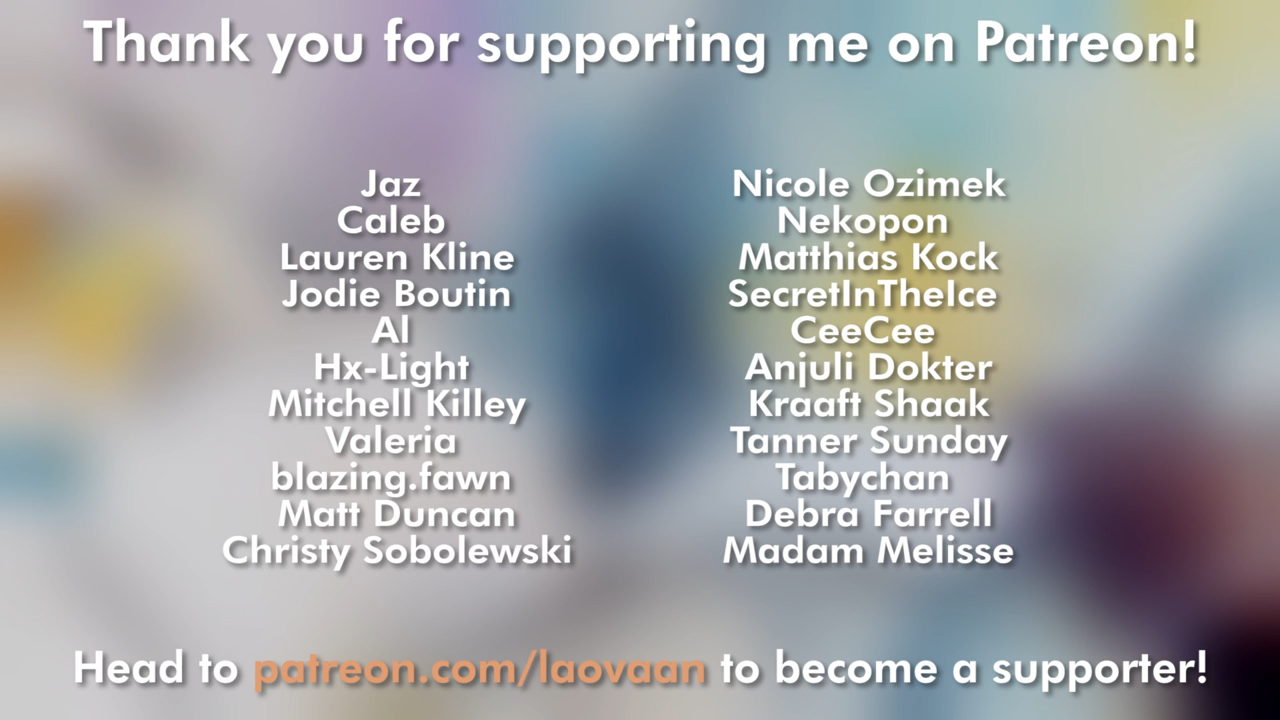 Thank you for supporting me on Patreon!
Jaz
Caleb
Lauren Kline
Jodie Boutin
Al
Hx-Light
Mitchell Killey
Valeria
blazing.fawn
Matt Duncan
Christy Sobolewski
Nicole Ozimek
Nekopon
Matthias Kock
SecretInTheIce
CeeCee
Anjuli Dokter
Kraaft Shaak
Tanner Sunday
Tabychan
Debra Farrell
Madam Melisse
Head to patreon.com/laovaan to become a supporter!